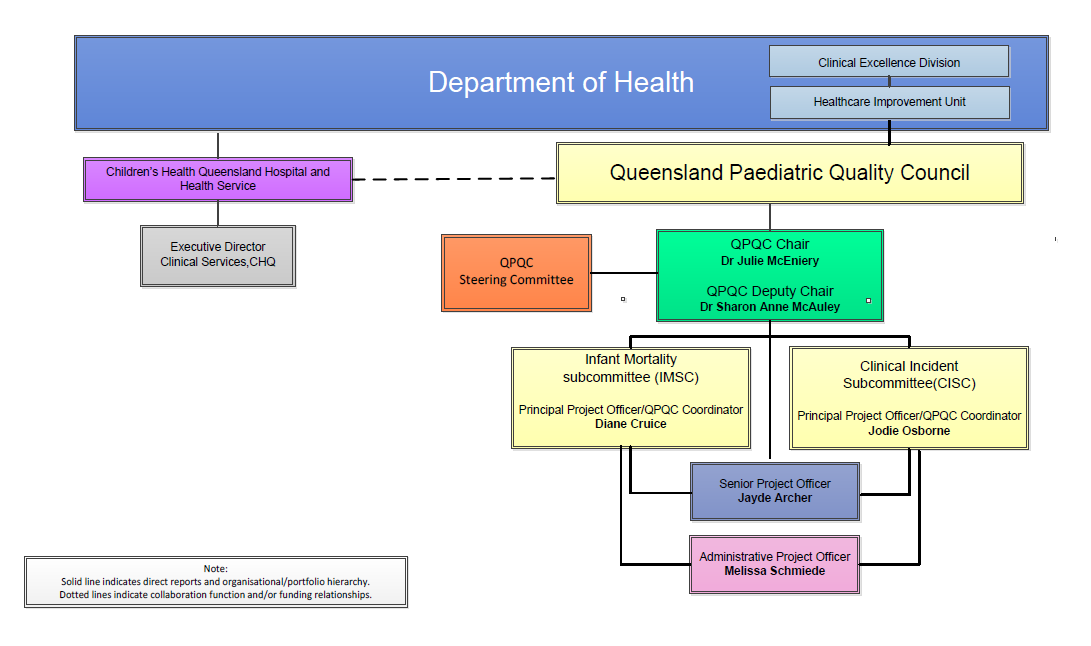 Department of Health
Clinical Excellence Division
Healthcare Improvement Unit
Children's Health Queensland Hospital and
Health Service
Queensland Paediatric Quality Council
Executive Director
Clinical Services,CHQ
QPQC
Steering Committee
QPQC Chair
Dr Julie McEniery
QPQC Deputy Chair
Dr Sharon Anne McAuley
Infant Mortality
subcommittee (IMSC)
Principal Project Officer/QPQC Coordinator
Diane Cruice
Clinical Incident
Subcommittee(CISC)
Principal Project Officer/QPQC Coordinator
Jodie Osborne
Senior Project Officer
Jayde Archer
Administrative Project Officer
Melissa Schmiede
Note:
Solid line indicates direct reports and organisational/portfolio hierarchy.
Dotted lines indicate collaboration function and/or funding relationships.